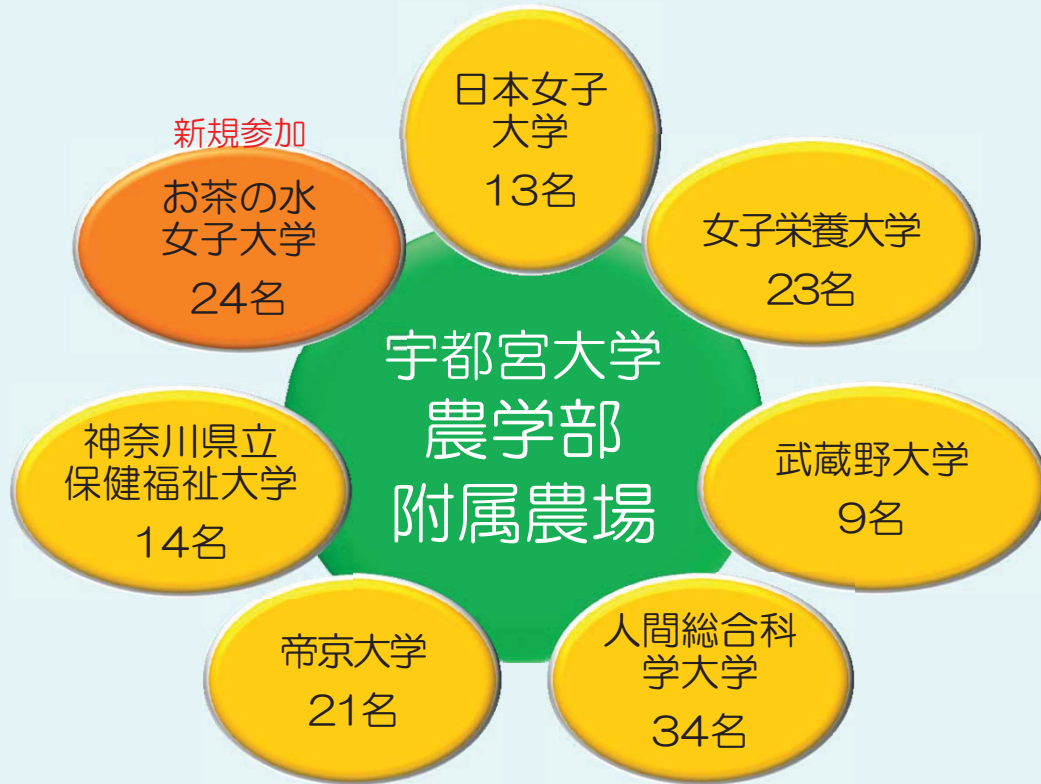 日本女子
大学
13名
新規参加
お茶の水
女子大学
24名
女子栄養大学
23名
宇都宮大学
農学部
附属農場
神奈川県立
保健福祉大学
14名
武蔵野大学
9名
帝京大学
21名
人間総合科
学大学
34名